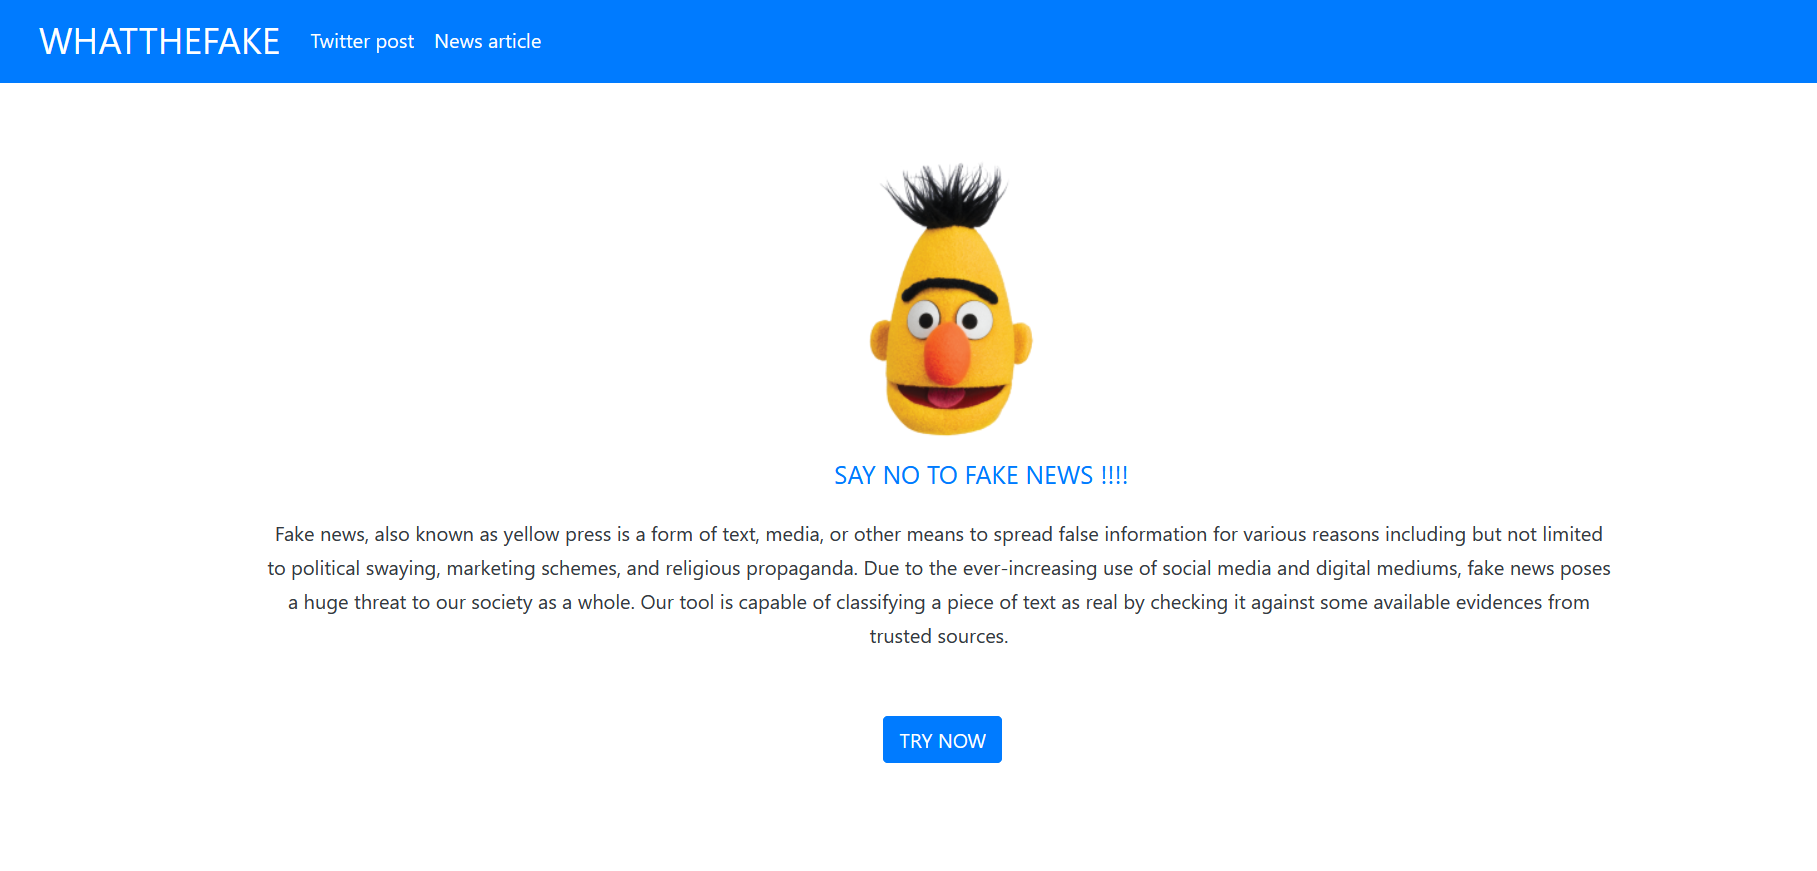 WHATTHEFAKE Twitter post News article
SAY NO TO FAKE NEWS !!!!
Fake news, also known as yellow press is a form of text, media, or other means to spread false information for various reasons including but not limited
to political swaying, marketing schemes, and religious propaganda. Due to the ever-increasing use of social media and digital mediums, fake news poses
a huge threat to our society as a whole. Our tool is capable of classifying a piece of text as real by checking it against some available evidences from
trusted sources.
TRY NOW